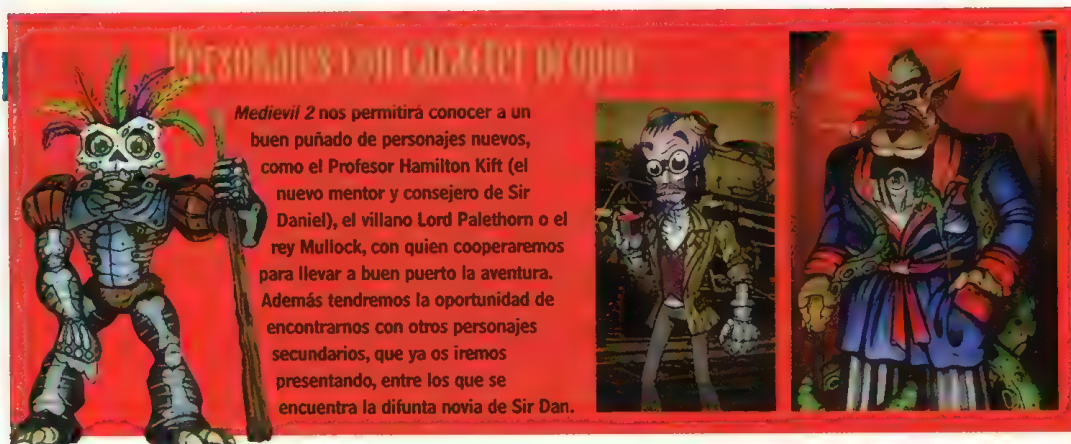 Personajes con carácter propio
Medievil 2 nos permitirá conocer a un
buen puñado de personajes nuevos,
como el Profesor Hamilton Kift (el
nuevo mentor y consejero de Sir
Daniel), el villano Lord Palethorn o el
rey Mullock, con quien cooperaremos
para llevar a buen puerto la aventura.
Además tendremos la oportunidad de
encontrarnos con otros personajes
secundarios, que ya os iremos
presentando, entre los que se
encuentra la difunta novia de Sir Dan.